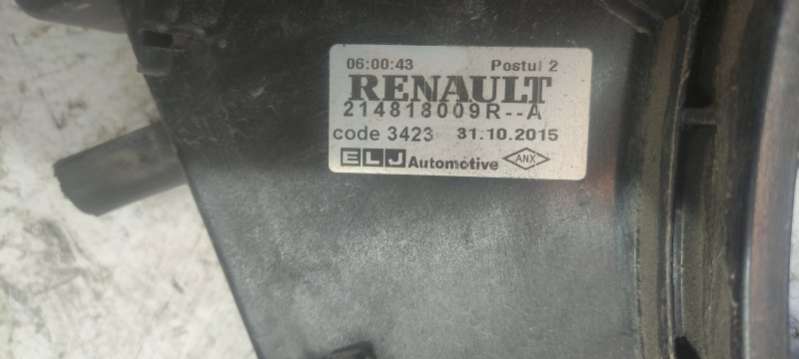 06:00:43 Postul 2
RENAULT
214818009R--A
code 3423 31.10.2015
ELJ Automotive ANX